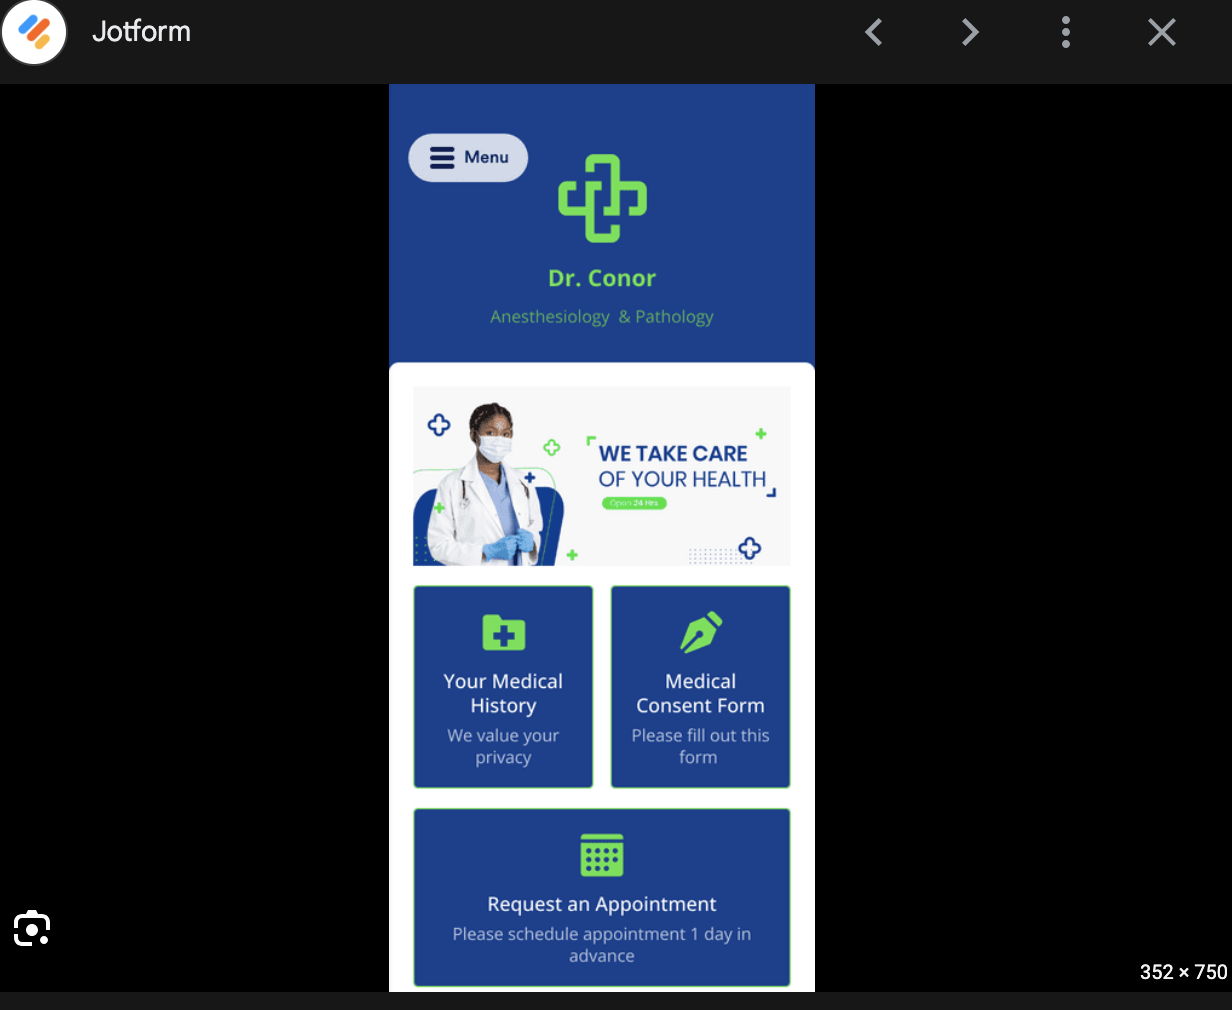 Jotform
Menu
Dr. Conor
Anesthesiology & Pathology
WE TAKE CARE
OF YOUR HEALTH
Open 24 Hrs
Your Medical
History
We value your
privacy
Medical
Consent Form
Please fill out this
form
Request an Appointment
Please schedule appointment 1 day in
advance
352 × 750